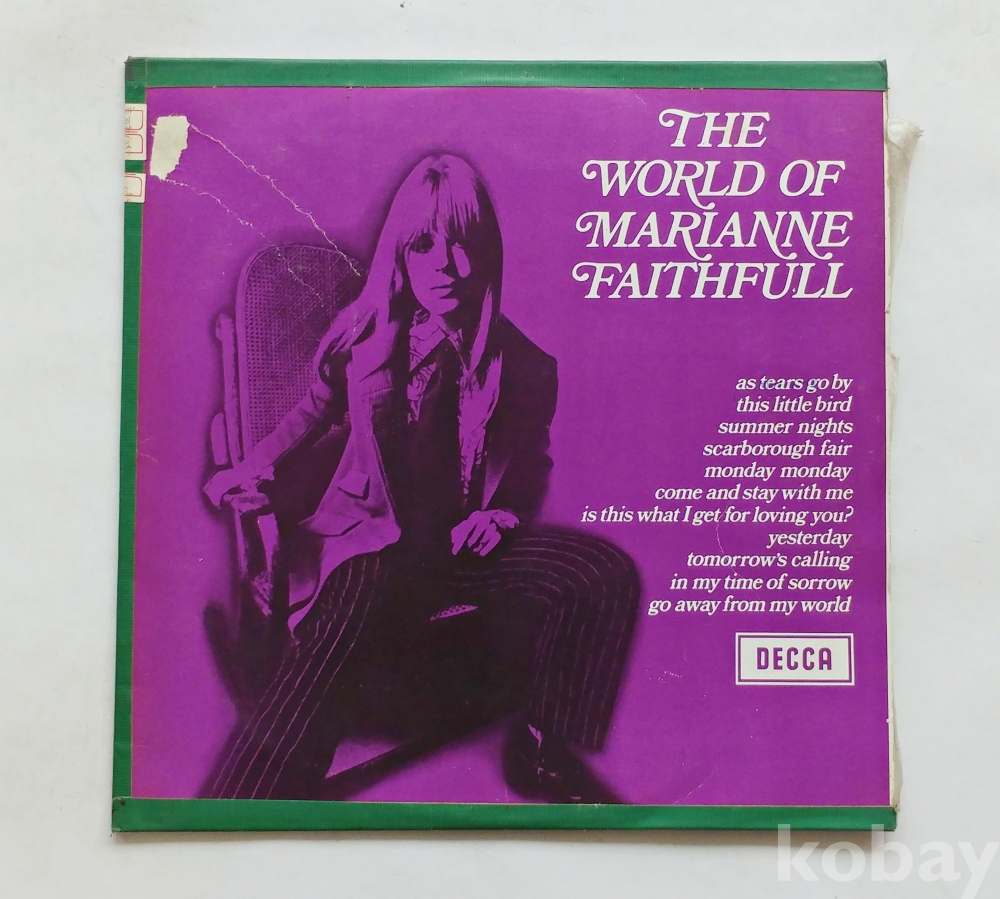 THE
WORLD OF
MARIANNE
FAITHFULL
as tears go by
this little bird
summer nights
scarborough fair
monday monday
come and stay with me
is this what I get for loving you?
yesterday
tomorrow's calling
in my time of sorrow
go away from my world
DECCA
kobay